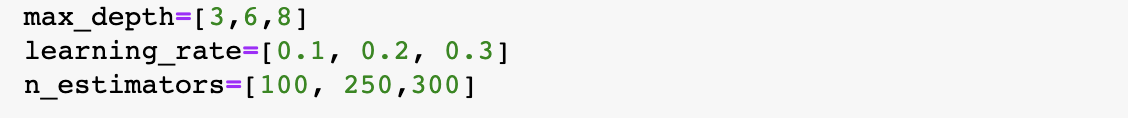 max_depth=[3,6,8]
learning_rate=[0.1, 0.2, 0.3]
n_estimators=[100, 250,300]